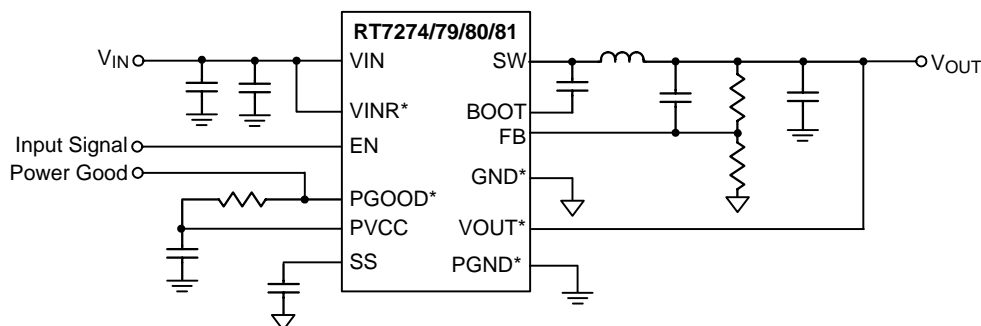 RT7274/79/80/81
VIN
VIN
SW
VOUT
VINR*
BOOT
Input Signal
EN
FB
Power Good
PGOOD*
GND*
PVCC
VOUT*
SS
PGND*